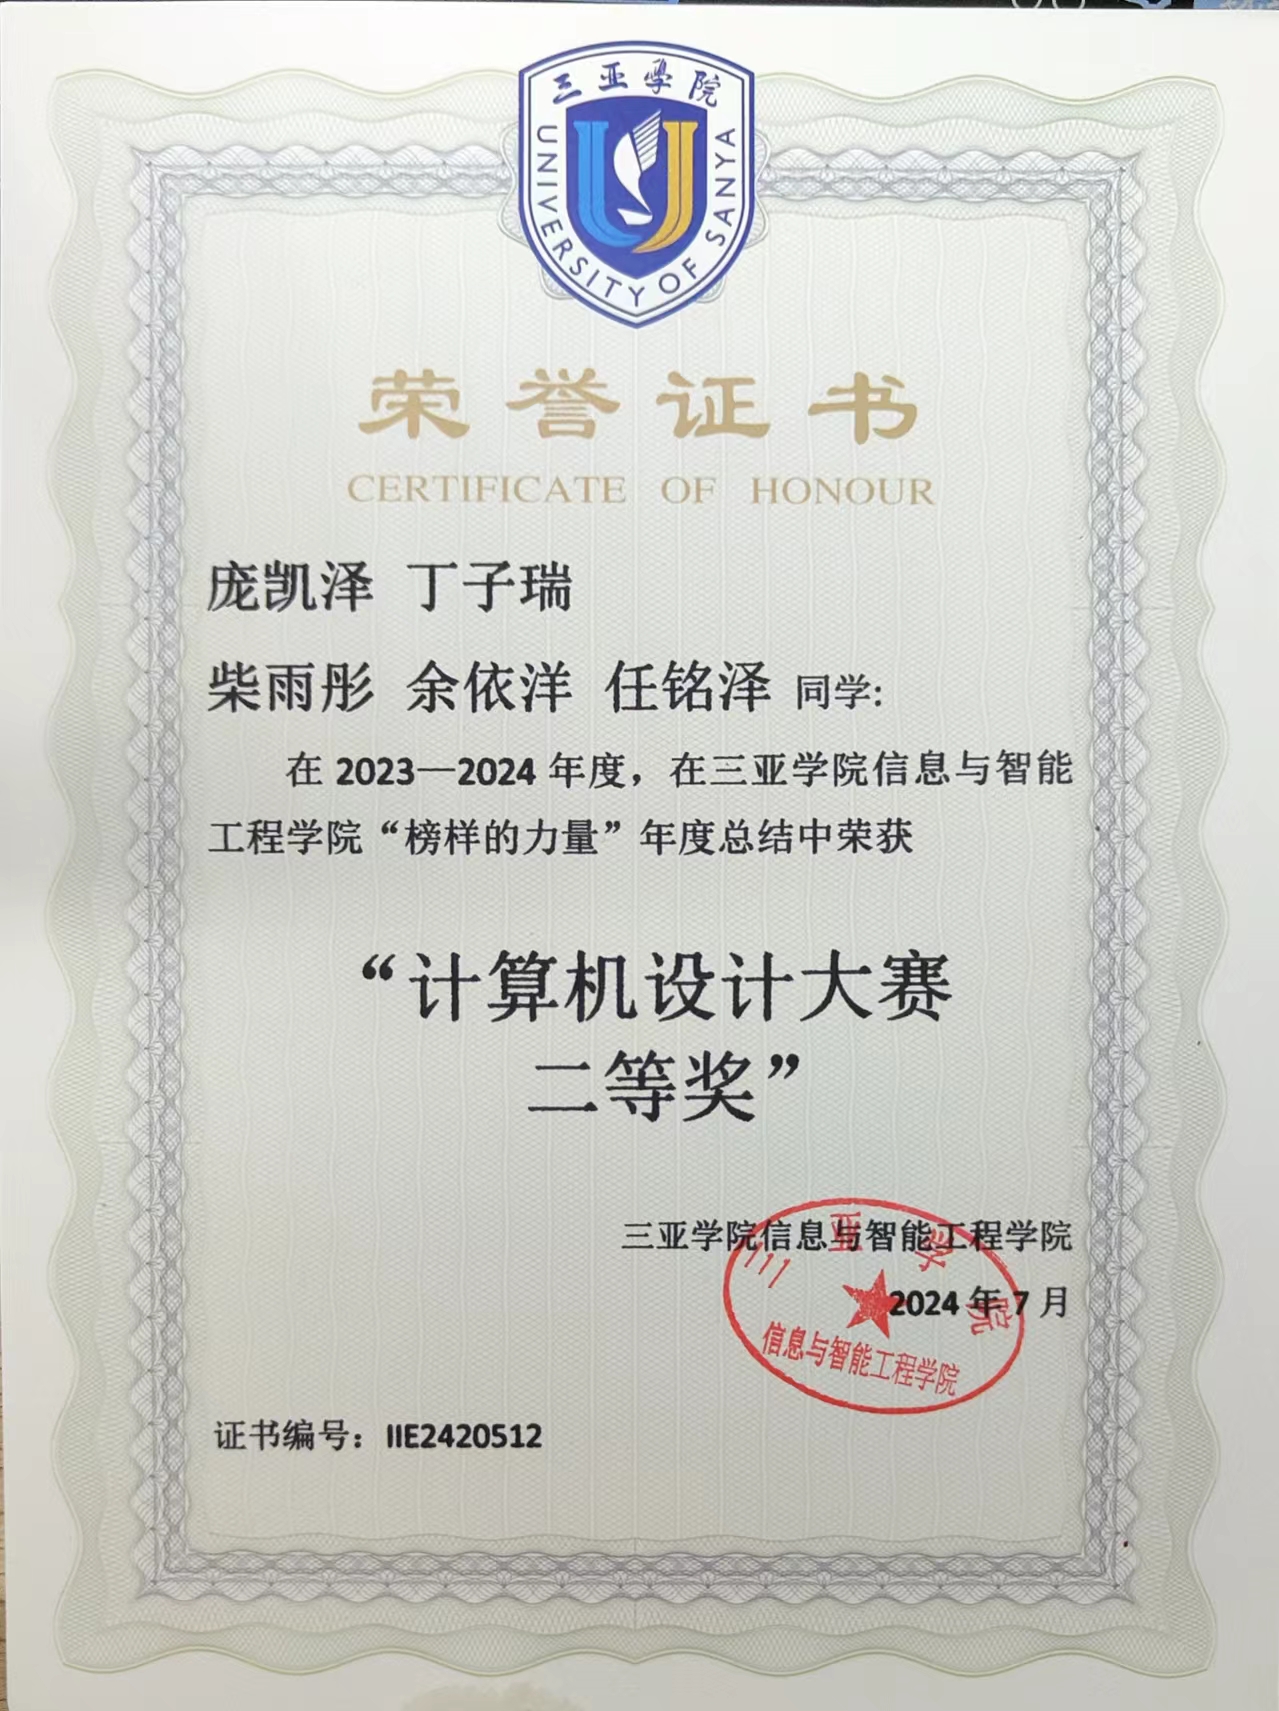 三亚學院
UNIVERSITY OF SANYA
荣誉证书
CERTIFICATE OF HONOUR
庞凯泽 丁子瑞
柴雨彤 余依洋 任铭泽 同学:
在 2023—2024 年度，在三亚学院信息与智能
工程学院“榜样的力量”年度总结中荣获
“计算机设计大赛
二等奖”
三亚学院信息与智能工程学院
2024 年 7 月
三亚学院
信息与智能工程学院
证书编号：IIE2420512